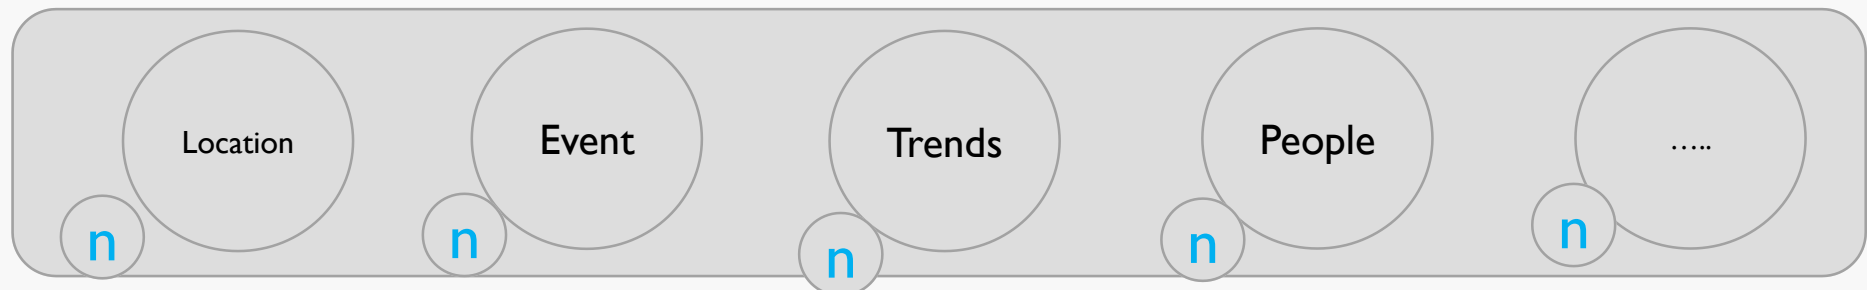 Location
Event
Trends
People
.....
n
n
n
n
n